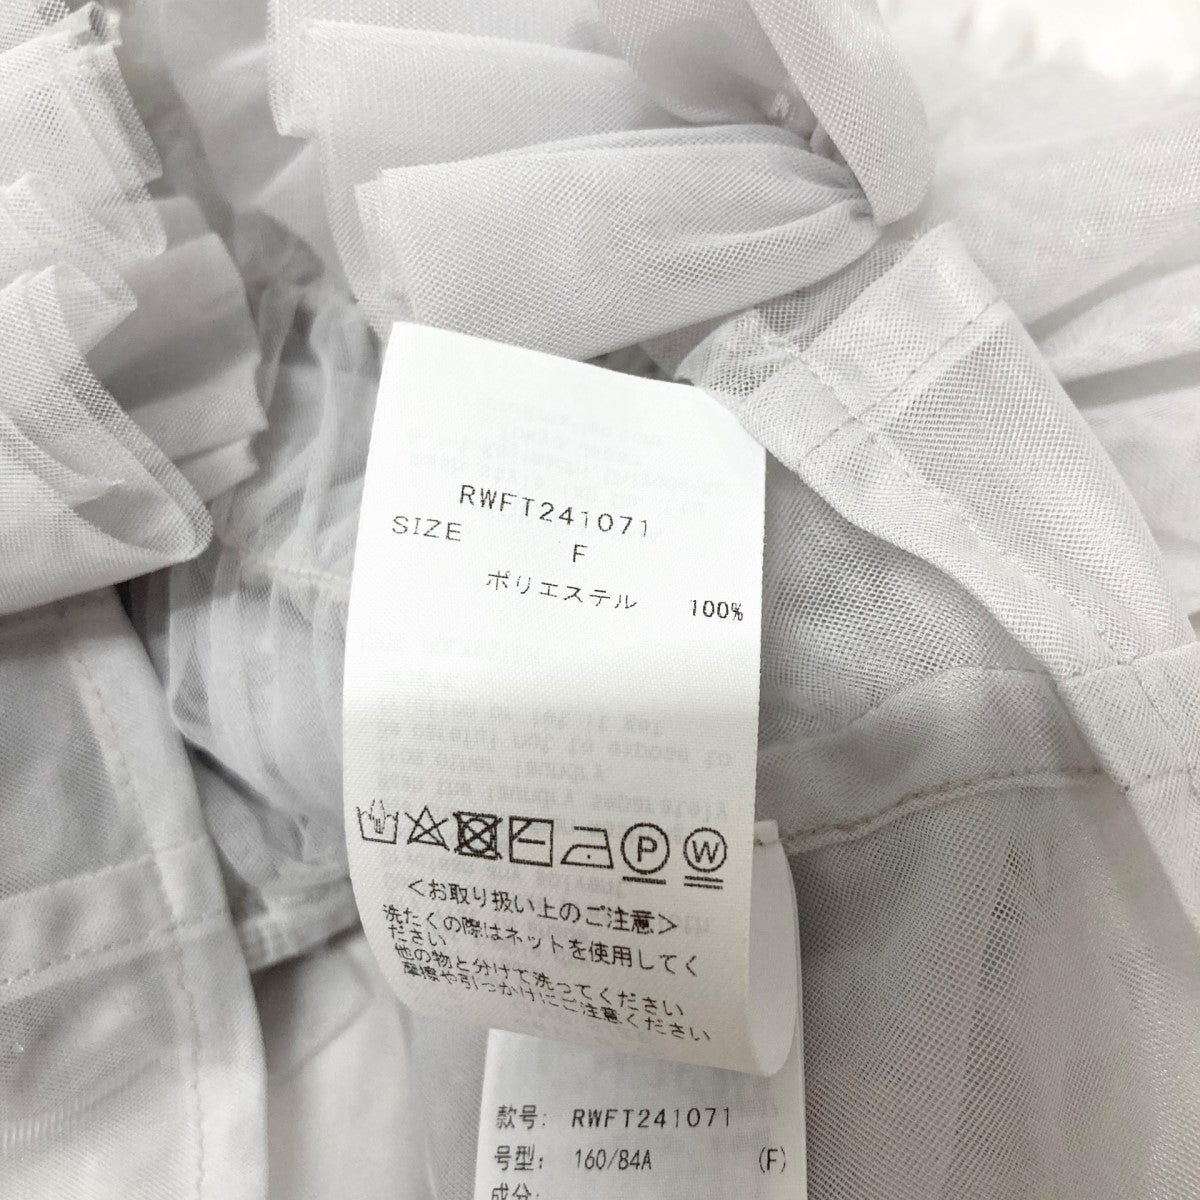 RWFT241071
SIZE F
ポリエステル 100%
P W
<お取り扱い上のご注意>
洗たくの際はネットを使用してく
ださい
他の物と分けて洗ってください
摩擦や引っかけにご注意ください
款号: RWFT241071
号型: 160/84A (F)
成分: